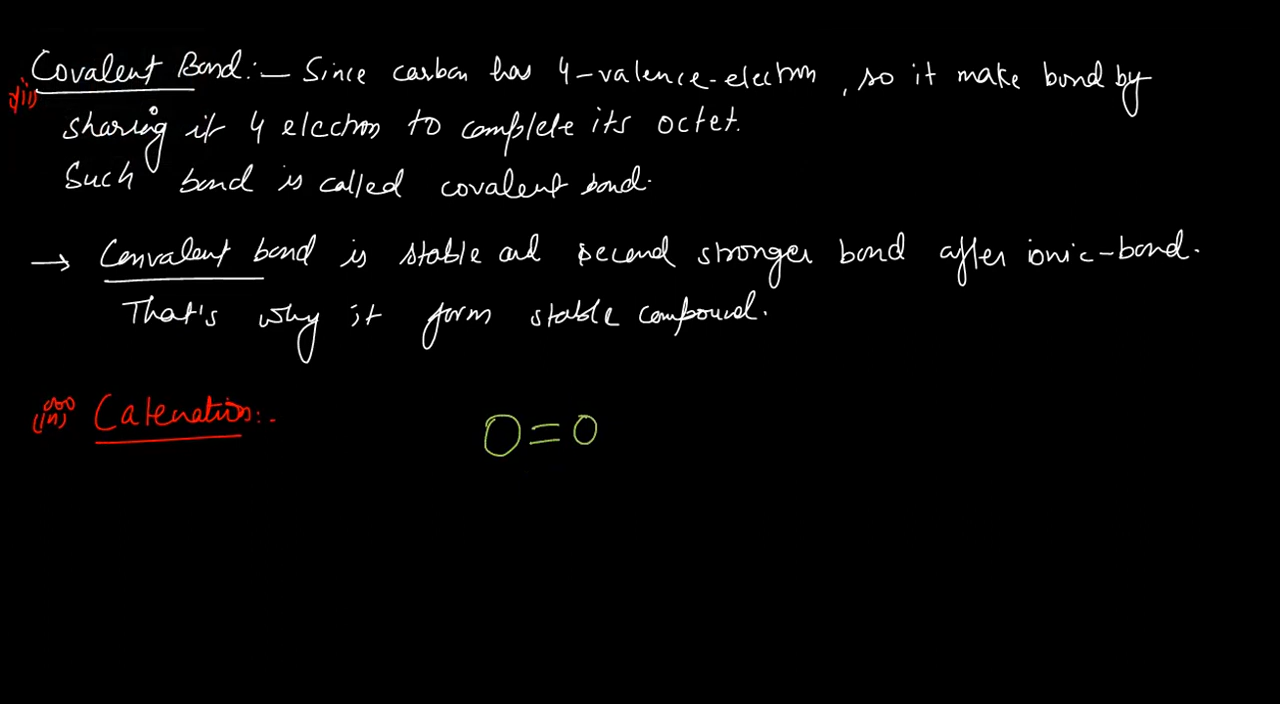 Covalent Bond:— Since carbon has 4-valence-electron, so it make bond by
(ii) sharing it 4 electron to complete its octet.
Such bond is called covalent bond.
→ Convalent bond is stable and second stronger bond after ionic-bond.
That's why it form stable compound.
Catenation:-
O=O